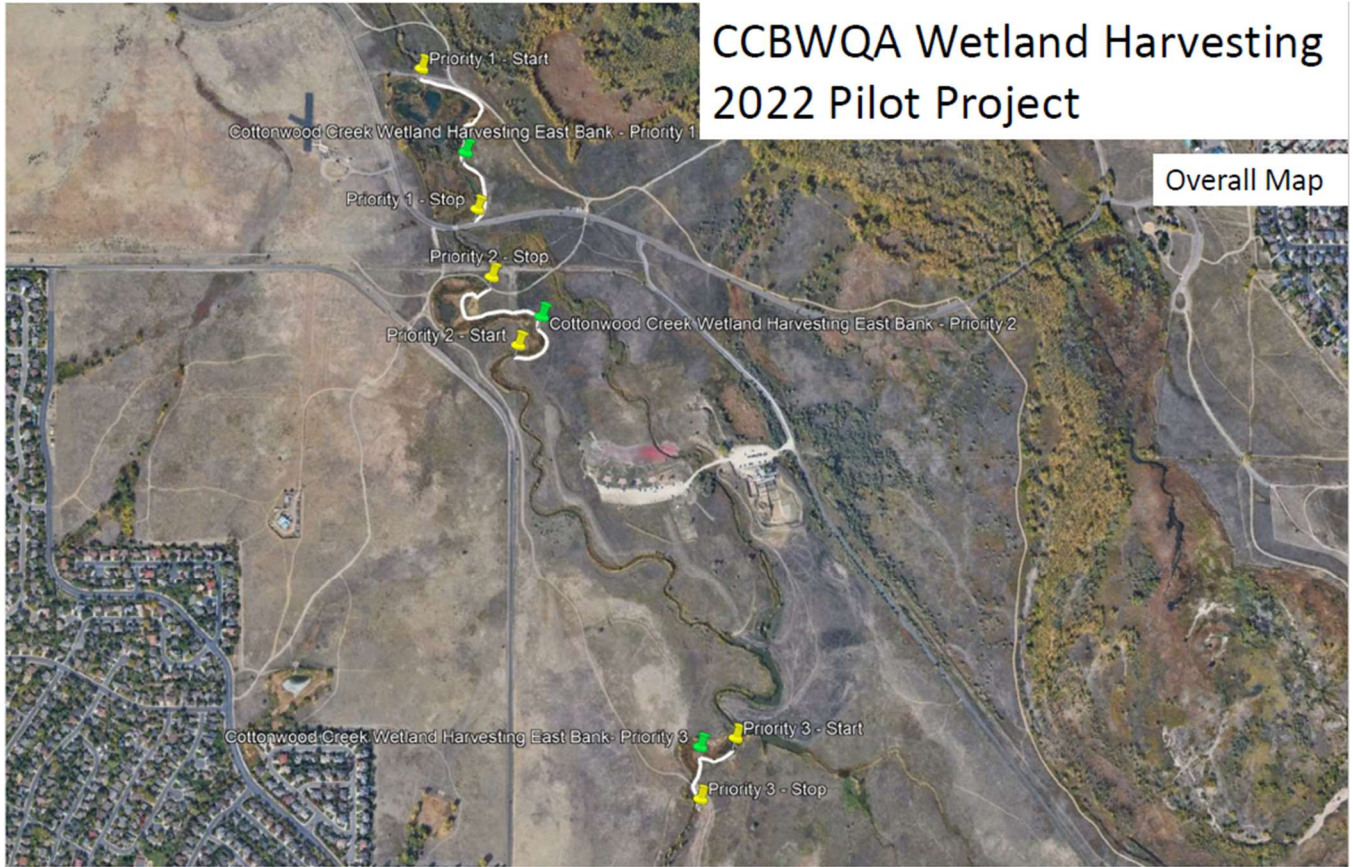 CCBWQA Wetland Harvesting
2022 Pilot Project
Overall Map
Priority 1 - Start
Cottonwood Creek Wetland Harvesting East Bank - Priority 1
Priority 1 - Stop
Priority 2 - Stop
Cottonwood Creek Wetland Harvesting East Bank - Priority 2
Priority 2 - Start
Priority 3 - Start
Cottonwood Creek Wetland Harvesting East Bank- Priority 3
Priority 3 - Stop